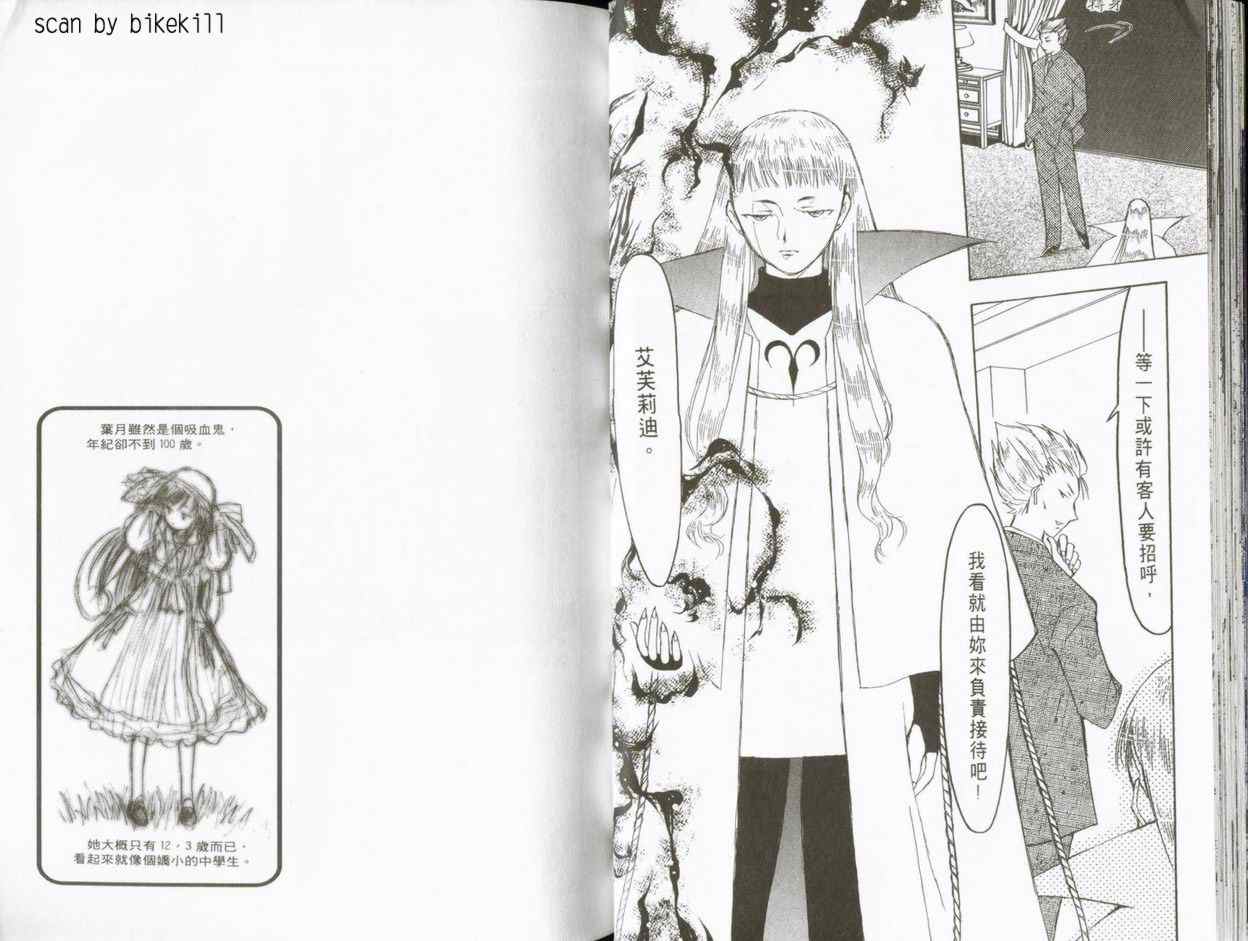 scan by bikekill
——等一下或許有客人要招呼，
我看就由妳來負責接待吧！
艾芙莉迪。
葉月雖然是個吸血鬼，
年紀卻不到100歲。
她大概只有12，3歲而已，
看起來就像個嬌小的中學生。